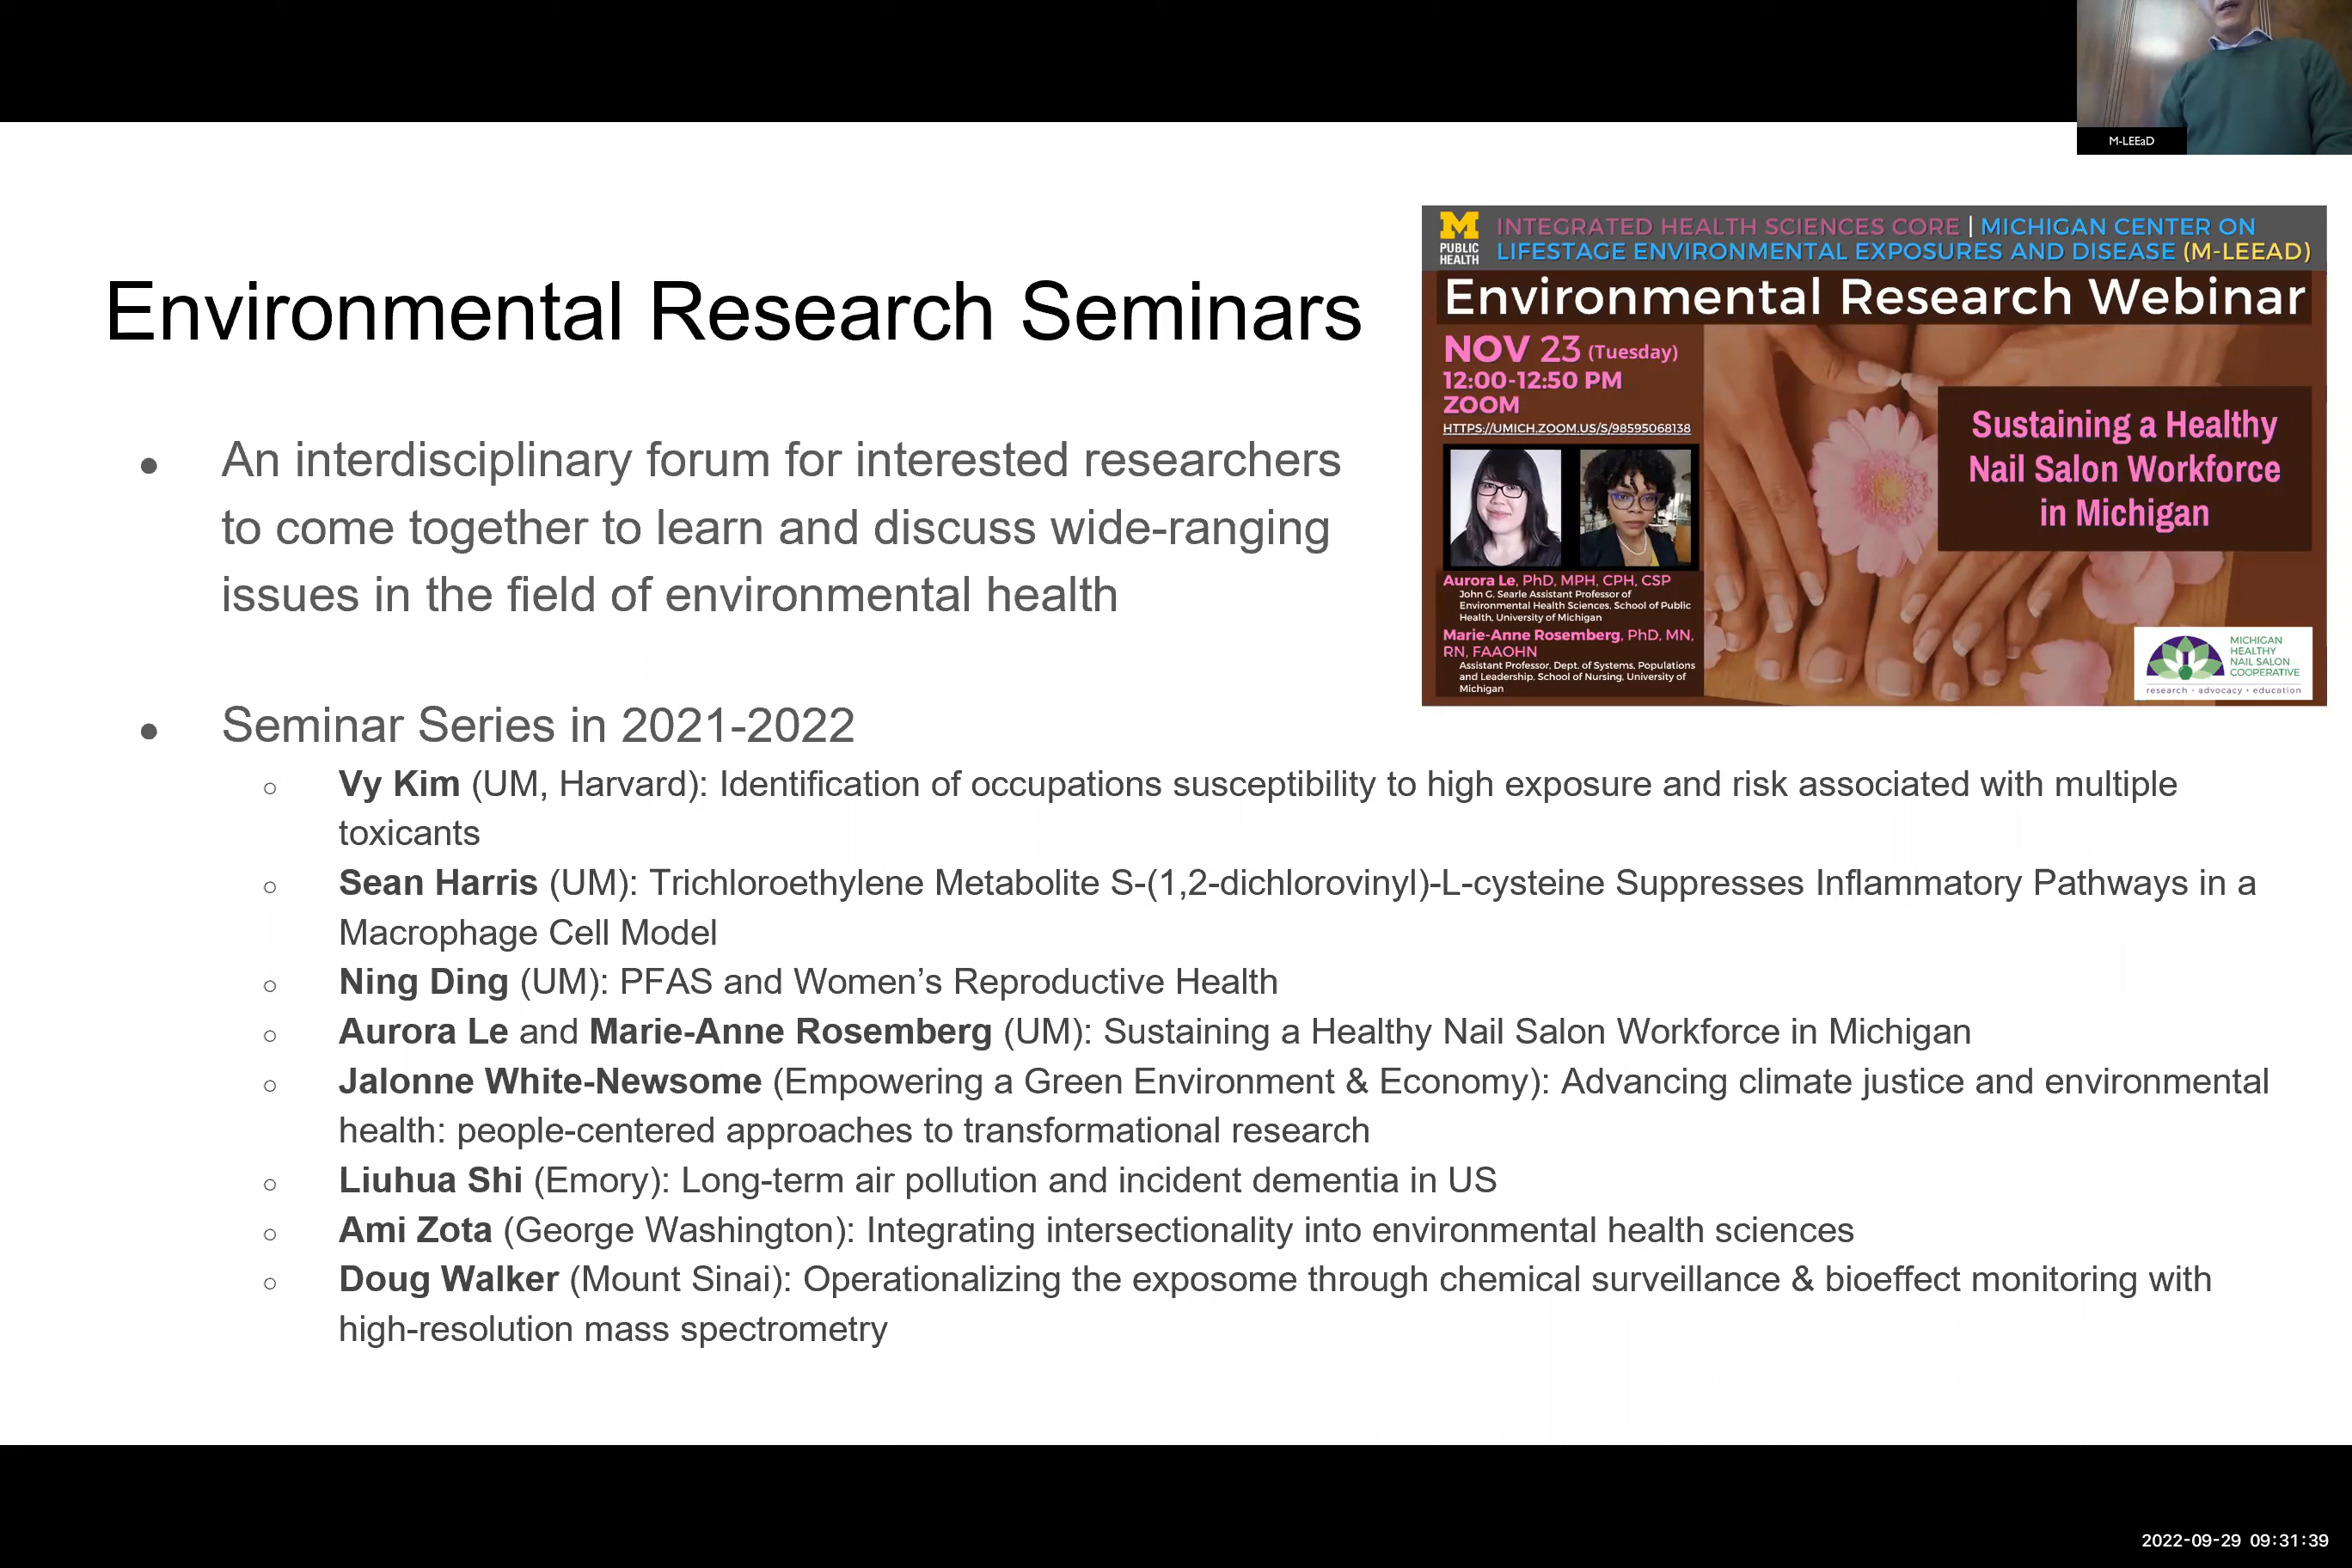 M-LEEaD
Environmental Research Seminars
● An interdisciplinary forum for interested researchers
to come together to learn and discuss wide-ranging
issues in the field of environmental health
● Seminar Series in 2021-2022
○ Vy Kim (UM, Harvard): Identification of occupations susceptibility to high exposure and risk associated with multiple
toxicants
○ Sean Harris (UM): Trichloroethylene Metabolite S-(1,2-dichlorovinyl)-L-cysteine Suppresses Inflammatory Pathways in a
Macrophage Cell Model
○ Ning Ding (UM): PFAS and Women’s Reproductive Health
○ Aurora Le and Marie-Anne Rosemberg (UM): Sustaining a Healthy Nail Salon Workforce in Michigan
○ Jalonne White-Newsome (Empowering a Green Environment & Economy): Advancing climate justice and environmental
health: people-centered approaches to transformational research
○ Liuhua Shi (Emory): Long-term air pollution and incident dementia in US
○ Ami Zota (George Washington): Integrating intersectionality into environmental health sciences
○ Doug Walker (Mount Sinai): Operationalizing the exposome through chemical surveillance & bioeffect monitoring with
high-resolution mass spectrometry
M
PUBLIC
HEALTH
INTEGRATED HEALTH SCIENCES CORE | MICHIGAN CENTER ON
LIFESTAGE ENVIRONMENTAL EXPOSURES AND DISEASE (M-LEEAD)
Environmental Research Webinar
NOV 23 (Tuesday)
12:00-12:50 PM
ZOOM
HTTPS://UMICH.ZOOM.US/S/98595068138
Aurora Le, PhD, MPH, CPH, CSP
John G. Searle Assistant Professor of
Environmental Health Sciences, School of Public
Health, University of Michigan
Marie-Anne Rosemberg, PhD, MN,
RN, FAAOHN
Assistant Professor, Dept. of Systems, Populations
and Leadership, School of Nursing, University of
Michigan
Sustaining a Healthy
Nail Salon Workforce
in Michigan
MICHIGAN
HEALTHY
NAIL SALON
COOPERATIVE
research • advocacy • education
2022-09-29 09:31:39